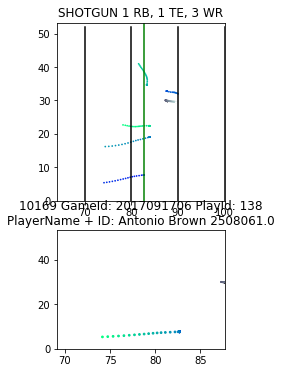 SHOTGUN 1 RB, 1 TE, 3 WR
50
40
30
20
10
0
70 80 90 100
10169 GameId: 2017091706 PlayId: 138
PlayerName + ID: Antonio Brown 2508061.0
40
20
0
70 75 80 85